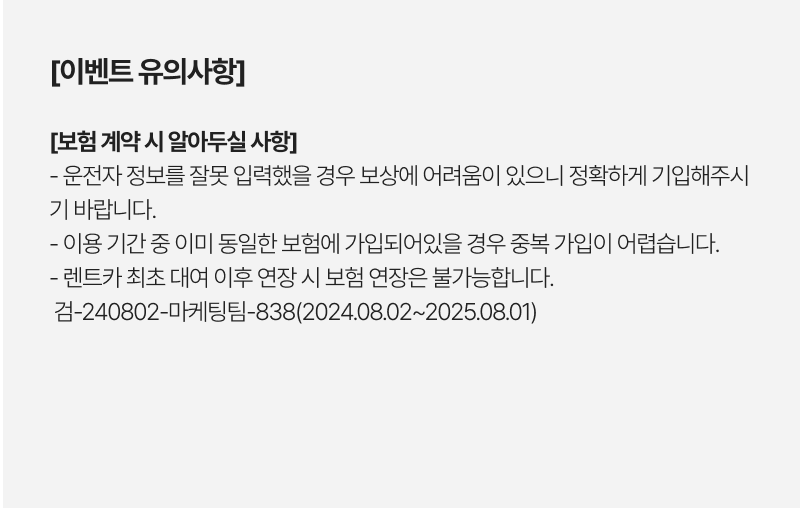 [이벤트 유의사항]
[보험 계약 시 알아두실 사항]
- 운전자 정보를 잘못 입력했을 경우 보상에 어려움이 있으니 정확하게 기입해주시
기 바랍니다.
- 이용 기간 중 이미 동일한 보험에 가입되어있을 경우 중복 가입이 어렵습니다.
- 렌트카 최초 대여 이후 연장 시 보험 연장은 불가능합니다.
검-240802-마케팅팀-838(2024.08.02~2025.08.01)